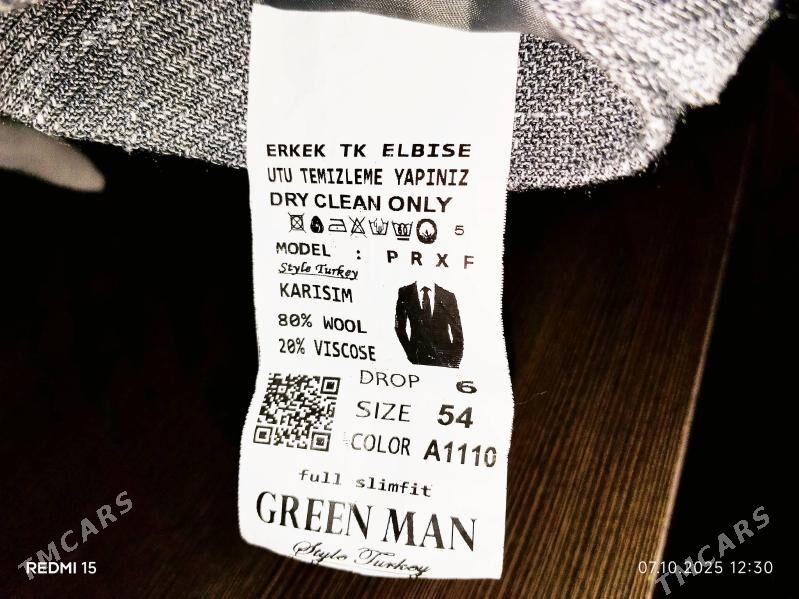 ERKEK TK ELBISE
UTU TEMIZLEME YAPINIZ
DRY CLEAN ONLY
5
MODEL : PRXF
Style Turkey
KARISIM
80% WOOL
20% VISCOSE
DROP 6
SIZE 54
COLOR A1110
full slimfit
GREEN MAN
Style Turkey
TMCARS
TMCARS
REDMI 15
07.10.2025 12:30